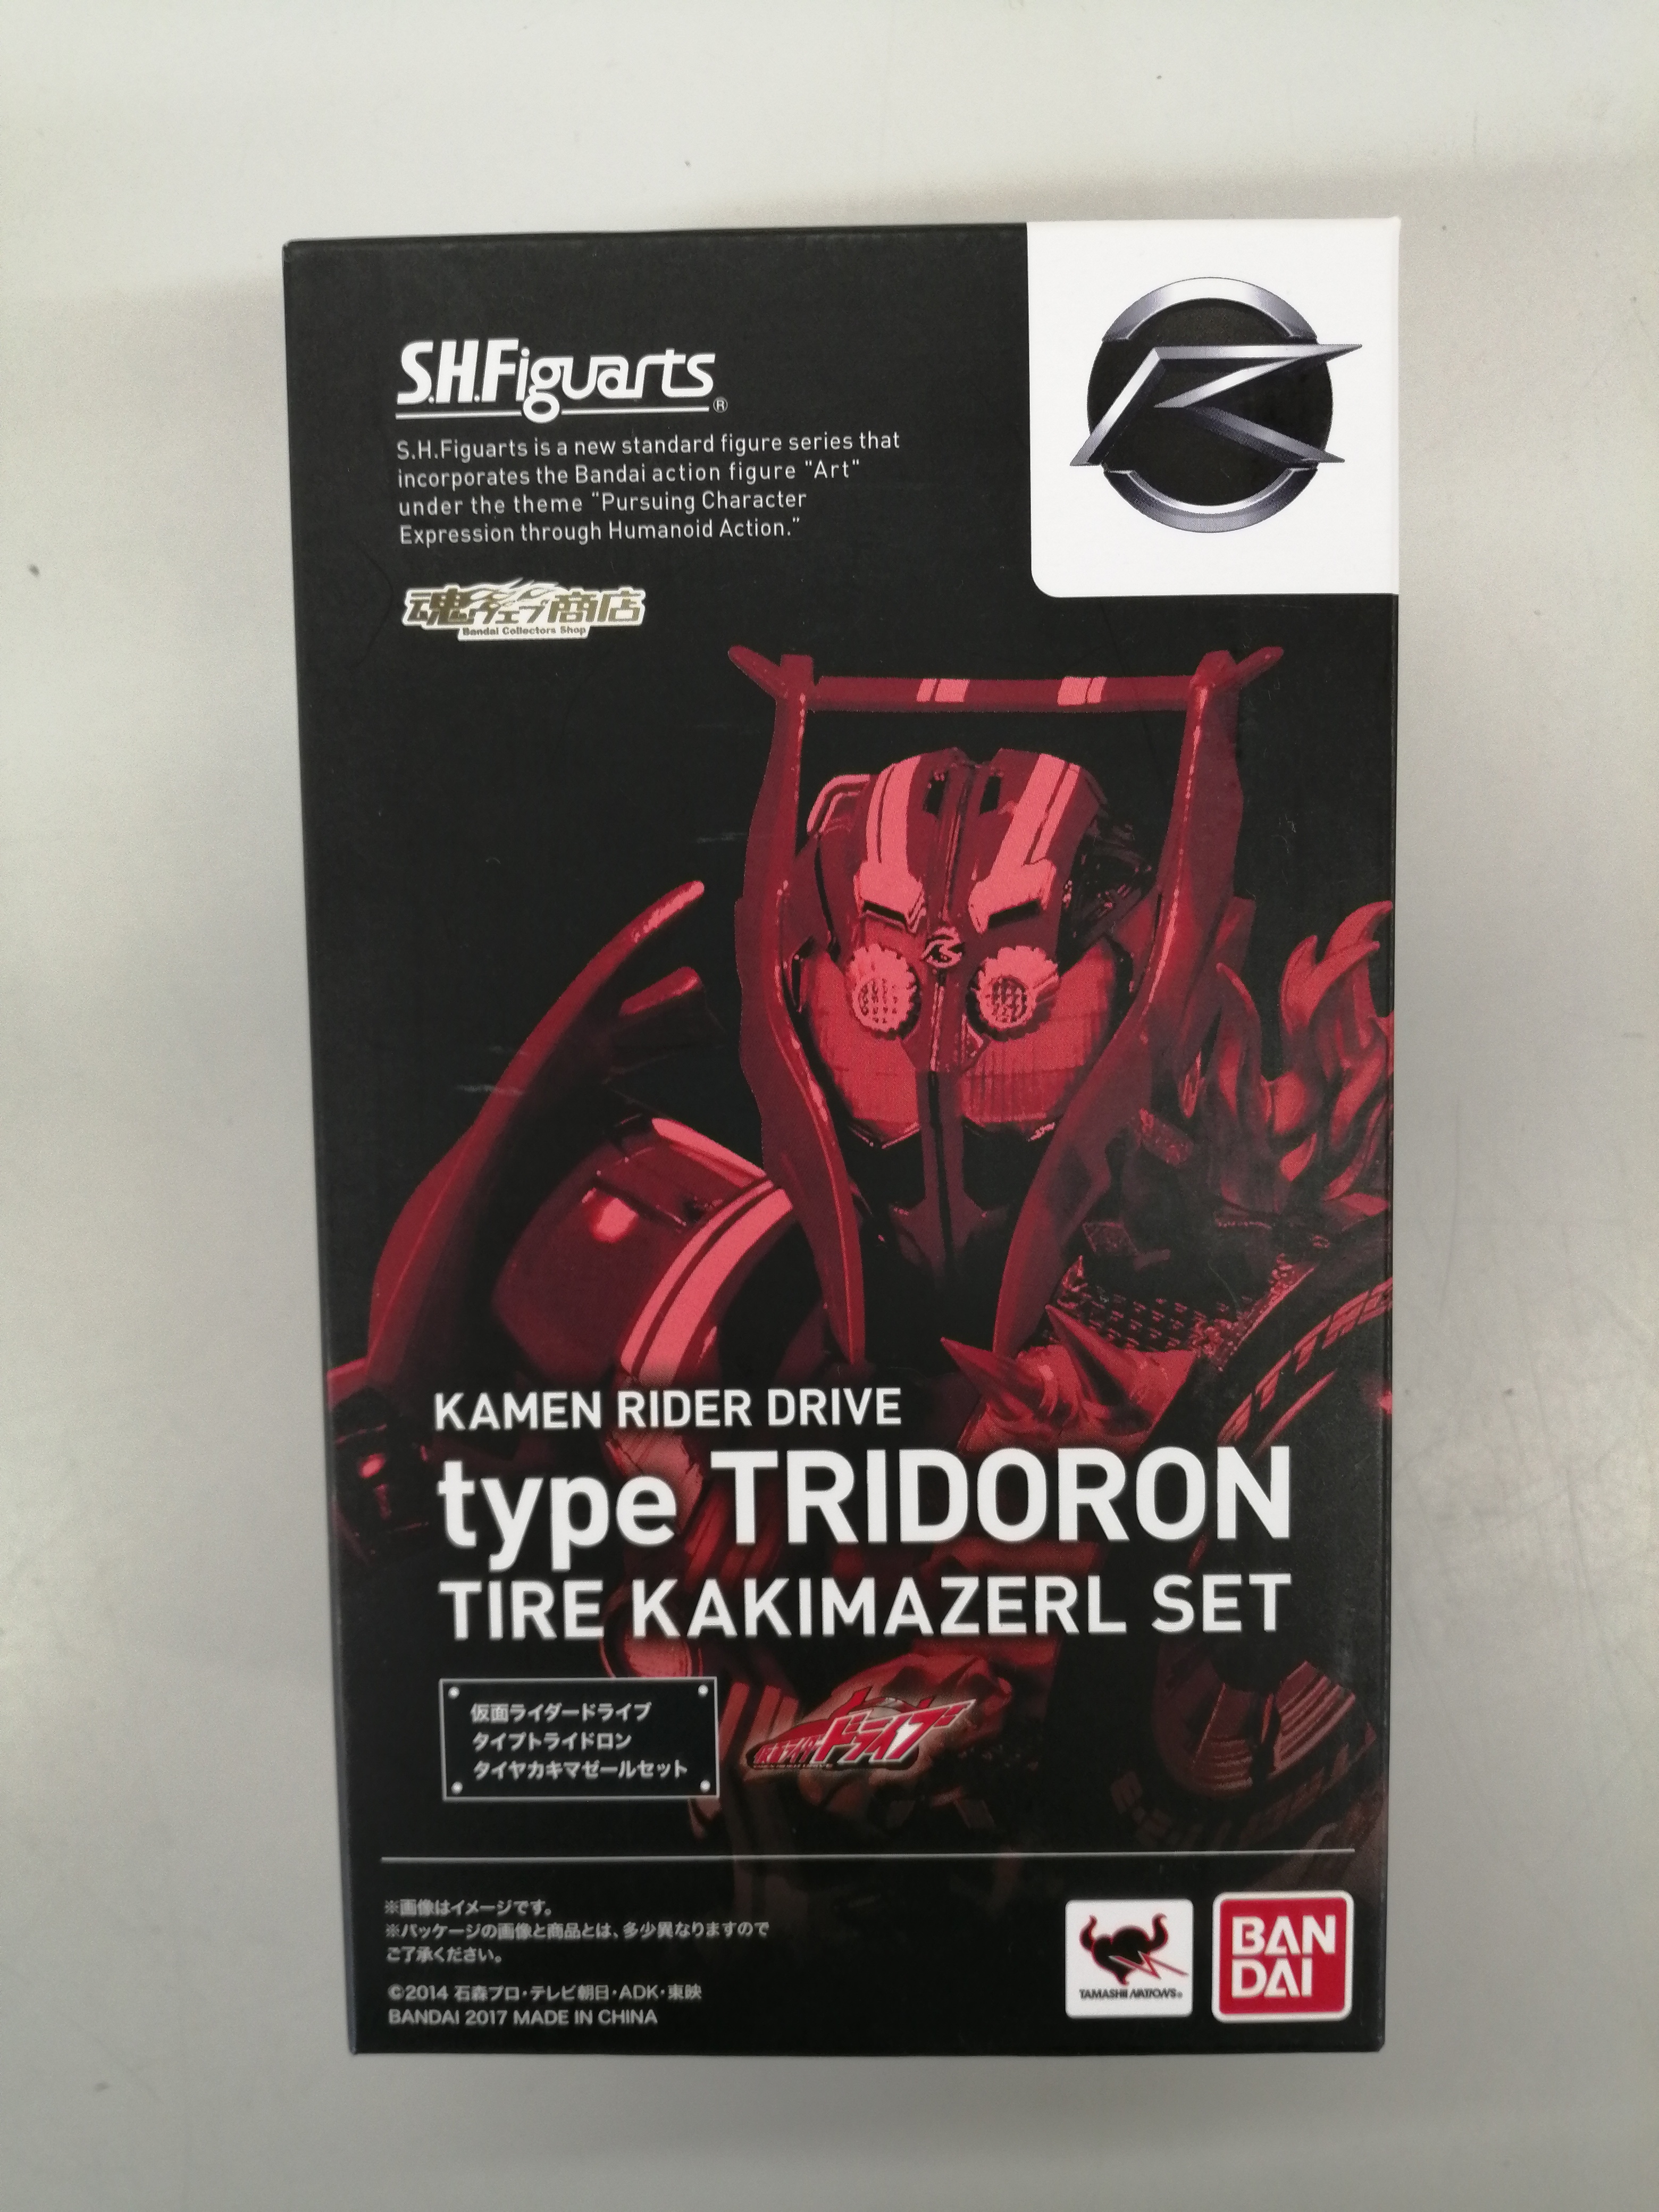 S.H.Figuarts®
S.H.Figuarts is a new standard figure series that
incorporates the Bandai action figure "Art"
under the theme "Pursuing Character
Expression through Humanoid Action."
魂ウェブ商店
Bandai Collectors Shop
KAMEN RIDER DRIVE
type TRIDORON
TIRE KAKIMAZERL SET
仮面ライダードライブ
タイプトライドロン
タイヤカキマゼールセット
仮面ライダードライブ
※画像はイメージです。
※パッケージの画像と商品とは、多少異なりますので
ご了承ください。
©2014 石森プロ・テレビ朝日・ADK・東映
BANDAI 2017 MADE IN CHINA
TAMASHII NATIONS®
BAN
DAI